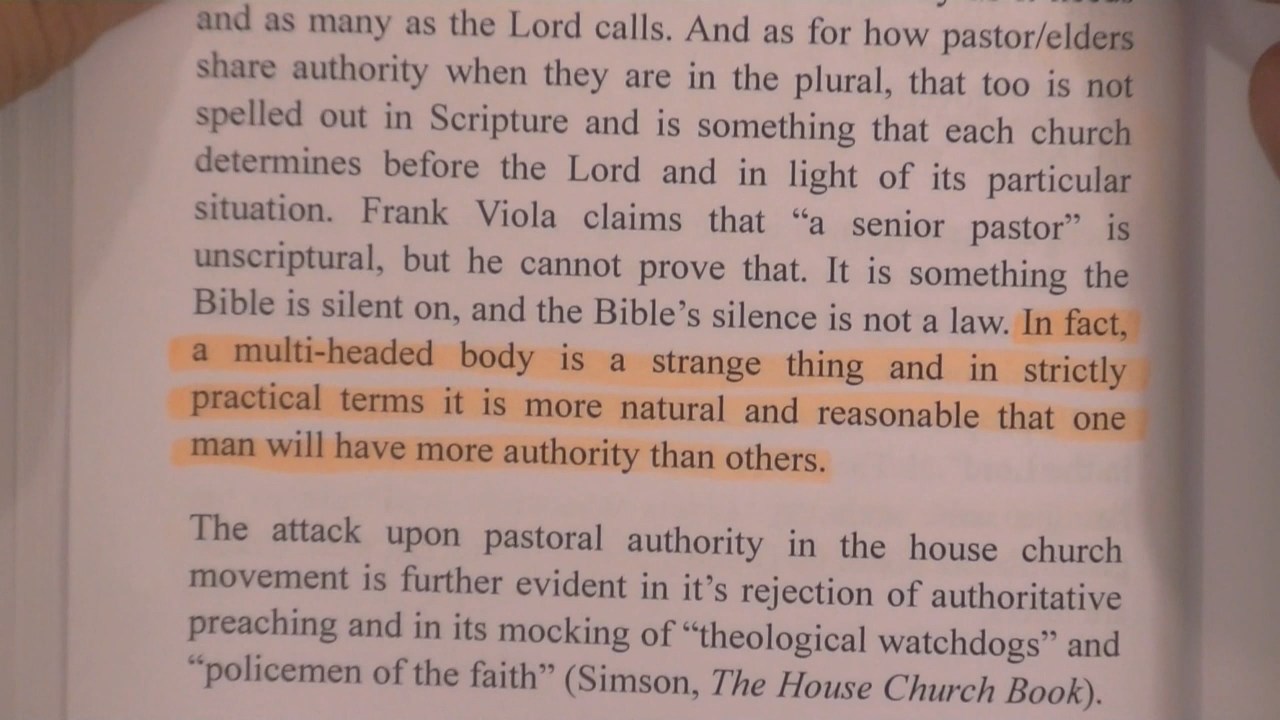 and as many as the Lord calls. And as for how pastor/elders
share authority when they are in the plural, that too is not
spelled out in Scripture and is something that each church
determines before the Lord and in light of its particular
situation. Frank Viola claims that “a senior pastor” is
unscriptural, but he cannot prove that. It is something the
Bible is silent on, and the Bible’s silence is not a law. In fact,
a multi-headed body is a strange thing and in strictly
practical terms it is more natural and reasonable that one
man will have more authority than others.
The attack upon pastoral authority in the house church
movement is further evident in it’s rejection of authoritative
preaching and in its mocking of “theological watchdogs” and
“policemen of the faith” (Simson, The House Church Book).